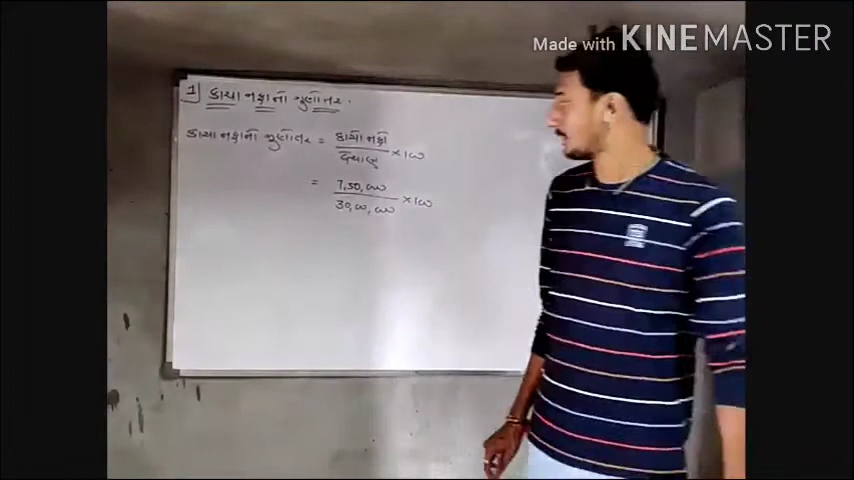 Made with KINEMASTER
1] કાચા નફાનો ગુણોત્તર.
કાચા નફાનો ગુણોત્તર = કાચો નફો / વેચાણ × 100
= 7,50,000 / 30,00,000 × 100